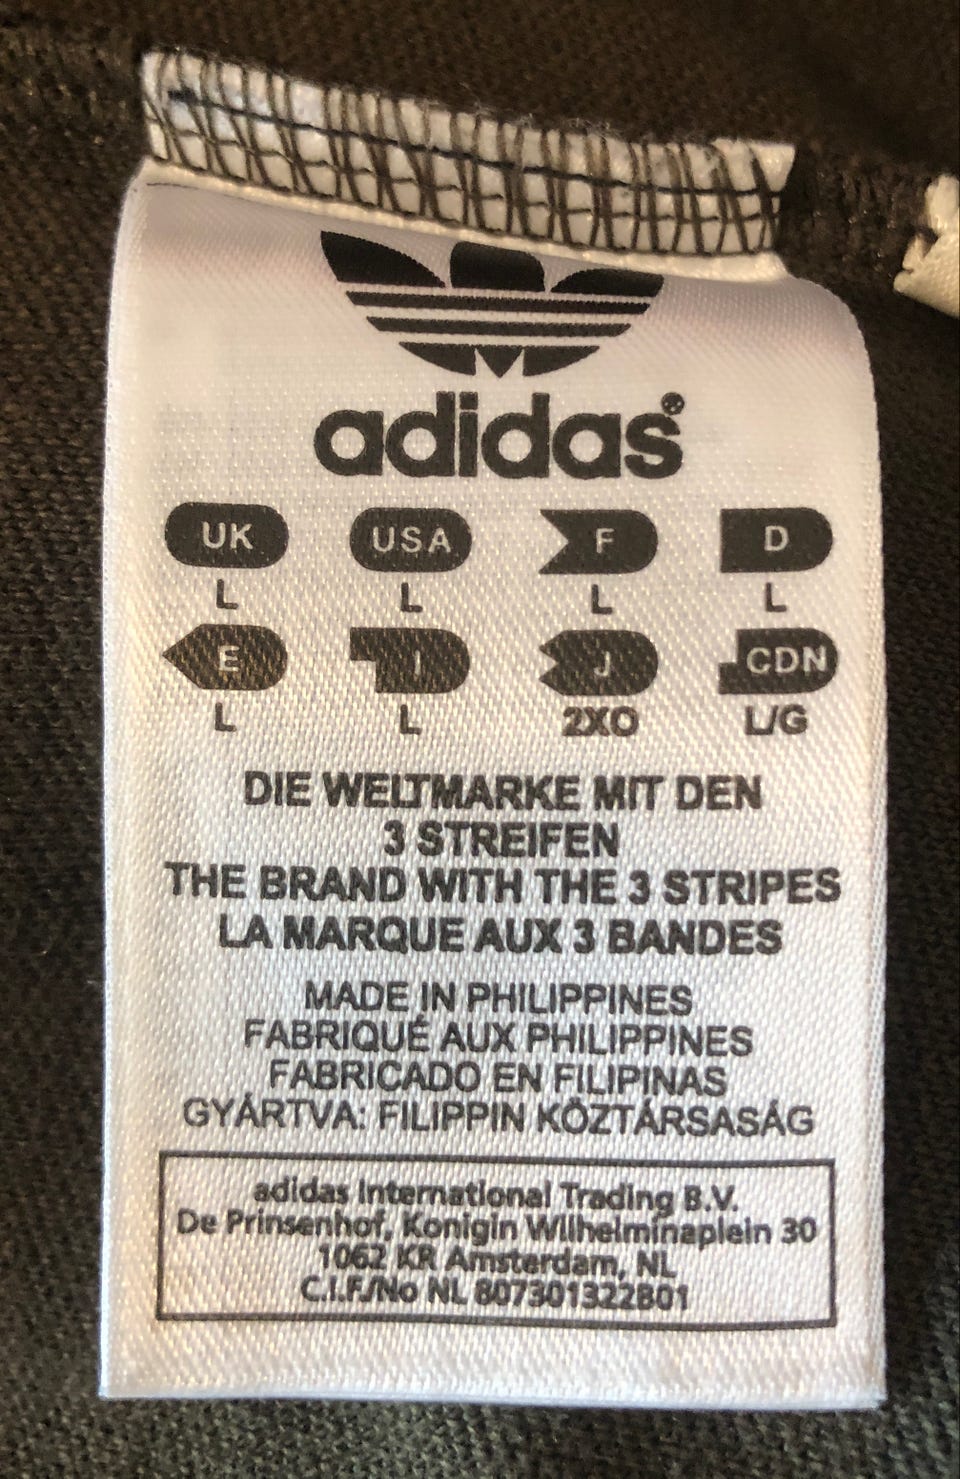 adidas®
UK USA F D
L L L L
E I J CDN
L L 2XO L/G
DIE WELTMARKE MIT DEN
3 STREIFEN
THE BRAND WITH THE 3 STRIPES
LA MARQUE AUX 3 BANDES
MADE IN PHILIPPINES
FABRIQUÉ AUX PHILIPPINES
FABRICADO EN FILIPINAS
GYÁRTVA: FILIPPIN KÖZTÁRSASÁG
adidas International Trading B.V.
De Prinsenhof, Konigin Wilhelminaplein 30
1062 KR Amsterdam, NL
C.I.F./No NL 807301322B01